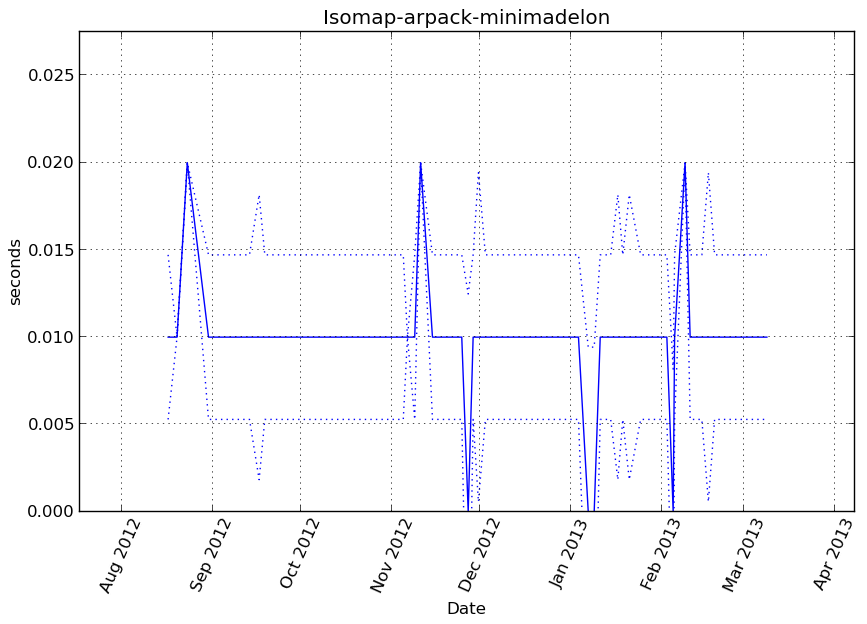 Isomap-arpack-minimadelon
0.025
0.020
0.015
0.010
0.005
0.000
seconds
Aug 2012
Sep 2012
Oct 2012
Nov 2012
Dec 2012
Jan 2013
Feb 2013
Mar 2013
Apr 2013
Date